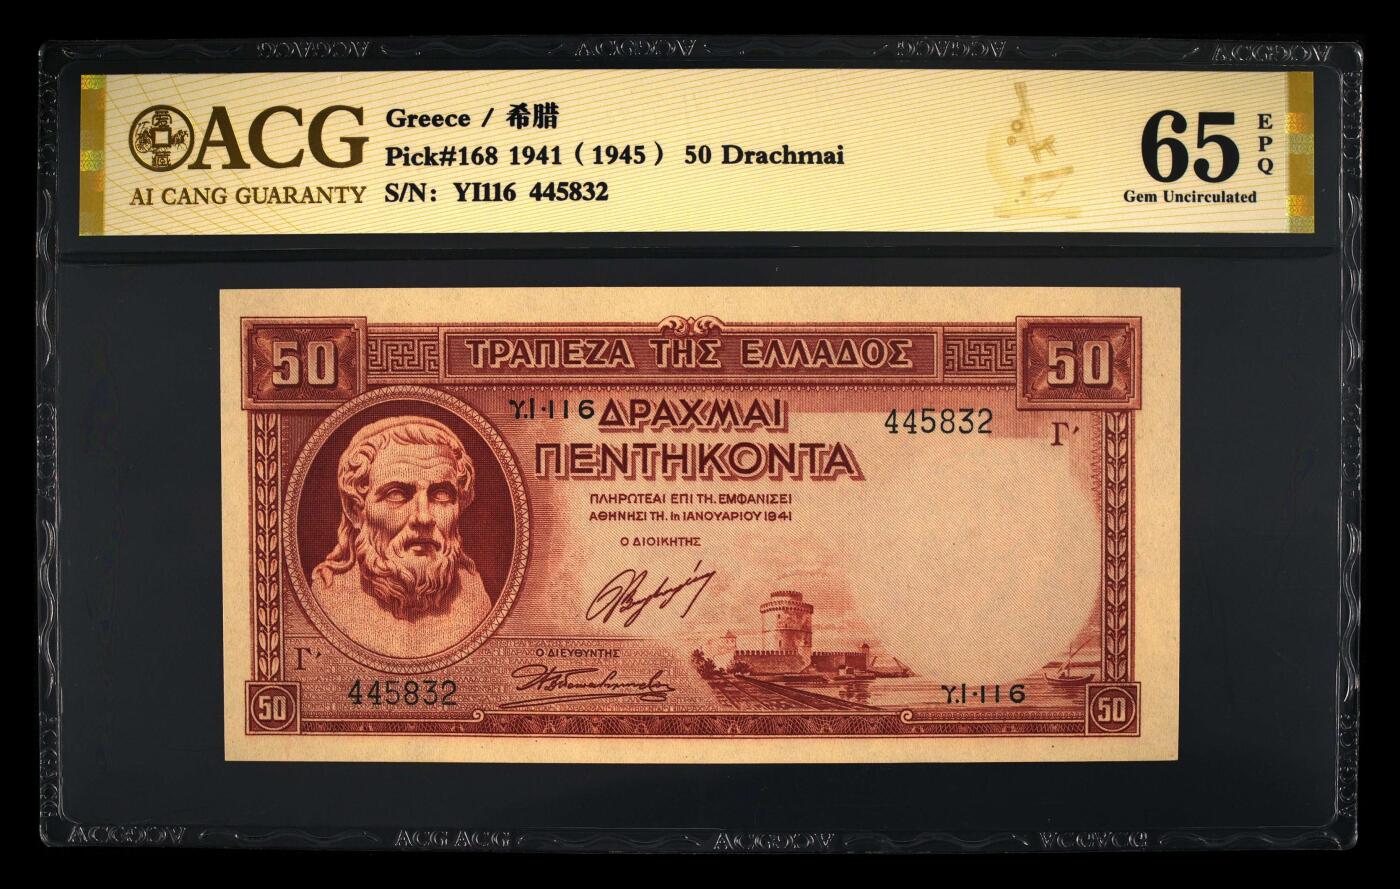 ACG
AI CANG GUARANTY
Greece / 希腊
Pick#168 1941 (1945) 50 Drachmai
S/N: YI116 445832
65
EPQ
Gem Uncirculated
50 ΤΡΑΠΕΖΑ ΤΗΣ ΕΛΛΑΔΟΣ 50
γ.Ι·116 ΔΡΑΧΜΑΙ 445832 Γ′
ΠΕΝΤΗΚΟΝΤΑ
ΠΛΗΡΩΤΕΑΙ ΕΠΙ ΤΗ. ΕΜΦΑΝΙΣΕΙ
ΑΘΗΝΗΣΙ ΤΗ. 1η ΙΑΝΟΥΑΡΙΟΥ 1941
Ο ΔΙΟΙΚΗΤΗΣ
Ο ΔΙΕΥΘΥΝΤΗΣ
Γ′
445832 γ.Ι·116
50 50